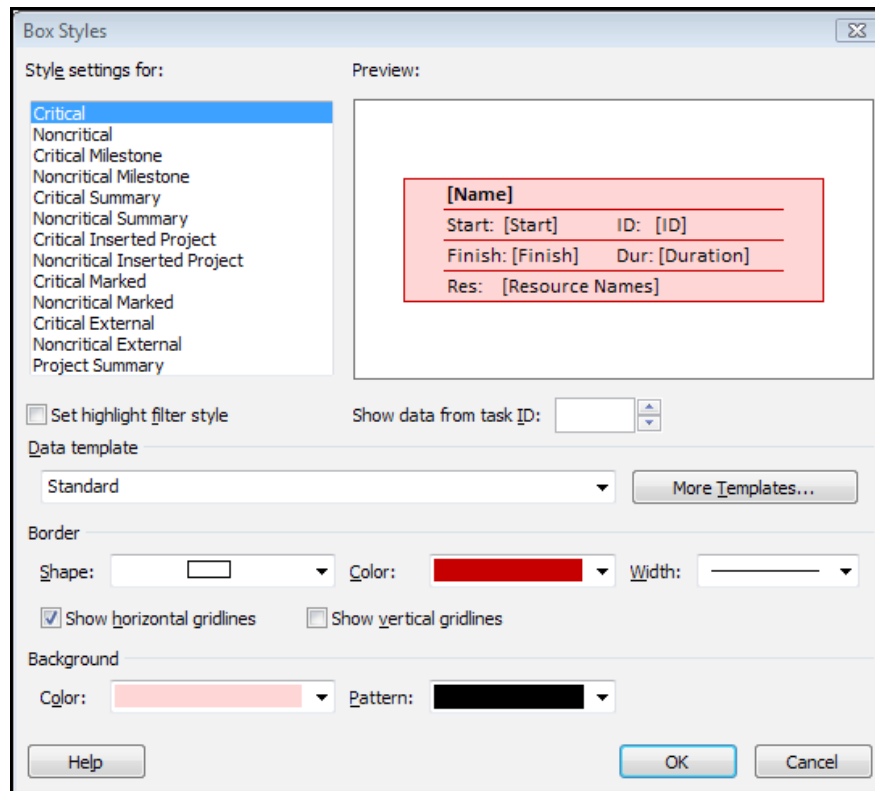 Box Styles
Style settings for:
Preview:
Critical
Noncritical
Critical Milestone
Noncritical Milestone
Critical Summary
Noncritical Summary
Critical Inserted Project
Noncritical Inserted Project
Critical Marked
Noncritical Marked
Critical External
Noncritical External
Project Summary
[Name]
Start: [Start] ID: [ID]
Finish: [Finish] Dur: [Duration]
Res: [Resource Names]
Set highlight filter style
Show data from task ID:
Data template
Standard
More Templates...
Border
Shape:
Color:
Width:
Show horizontal gridlines
Show vertical gridlines
Background
Color:
Pattern:
Help
OK
Cancel